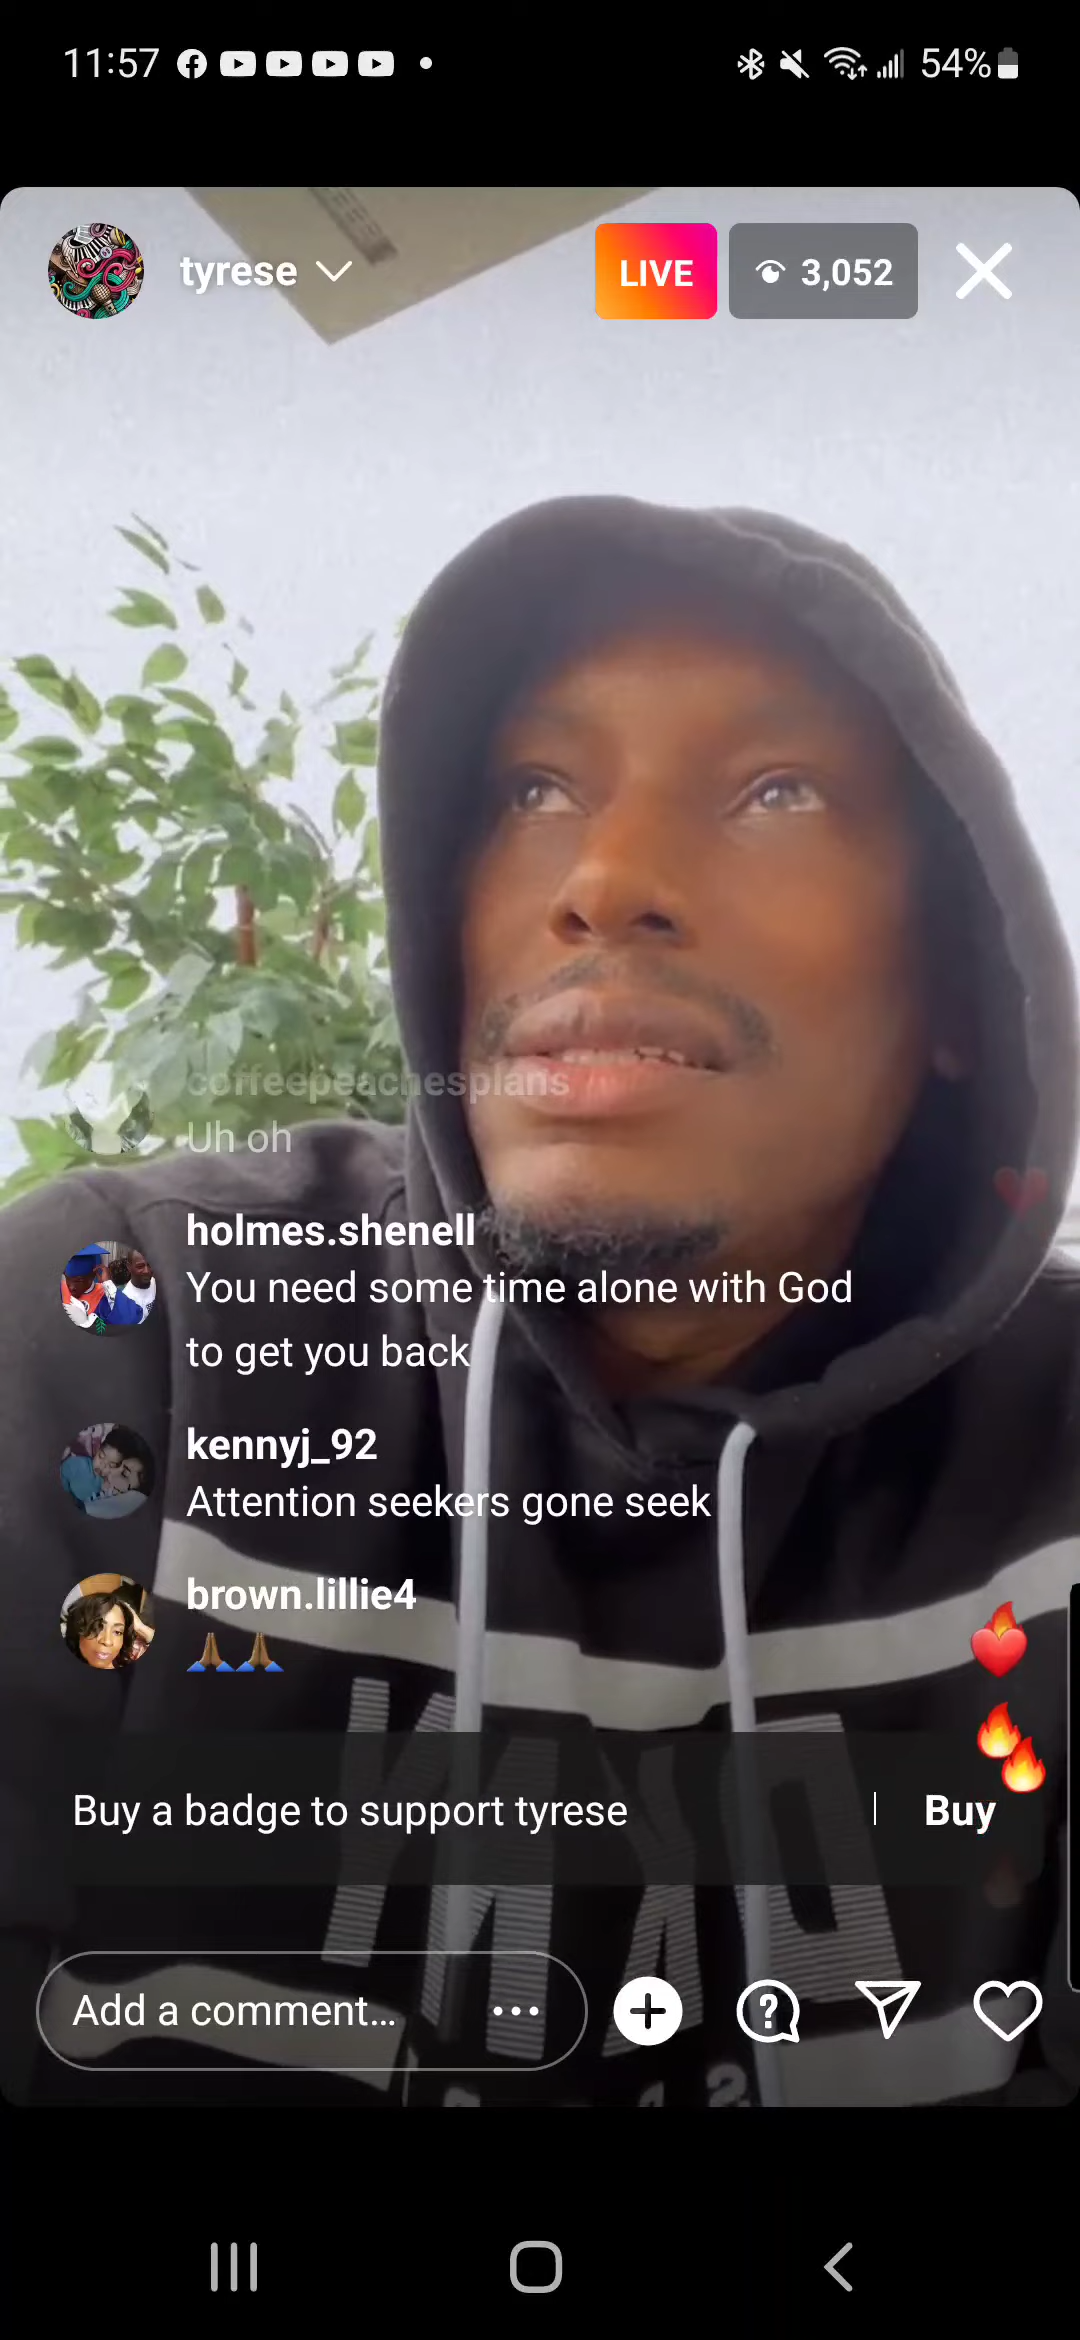 11:57
54%
tyrese
LIVE
3,052
coffeepeachesplans
Uh oh
holmes.shenell
You need some time alone with God
to get you back
kennyj_92
Attention seekers gone seek
brown.lillie4
🙏🏾🙏🏾
Buy a badge to support tyrese
Buy
Add a comment...